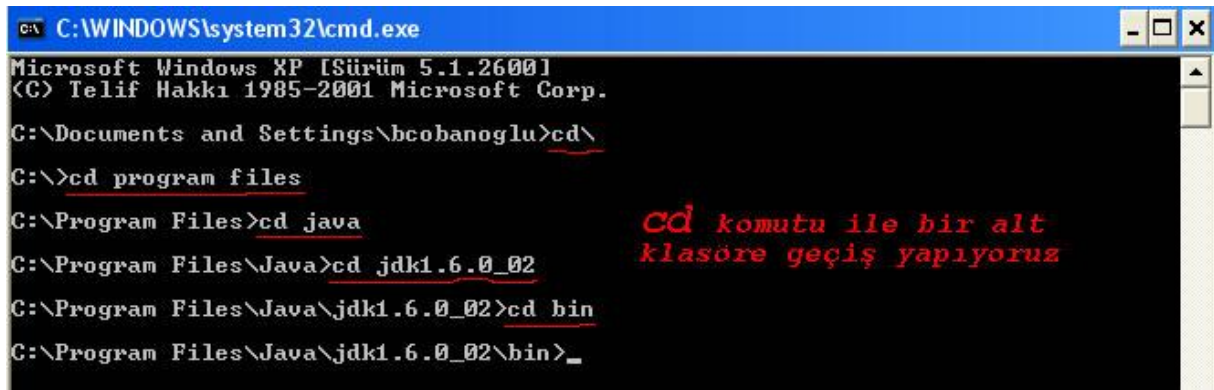 C:\WINDOWS\system32\cmd.exe
Microsoft Windows XP [Sürüm 5.1.2600]
(C) Telif Hakkı 1985-2001 Microsoft Corp.
C:\Documents and Settings\bcobanoglu>cd\
C:\>cd program files
C:\Program Files>cd java
C:\Program Files\Java>cd jdk1.6.0_02
C:\Program Files\Java\jdk1.6.0_02>cd bin
C:\Program Files\Java\jdk1.6.0_02\bin>_
cd komutu ile bir alt
klasöre geçiş yapıyoruz